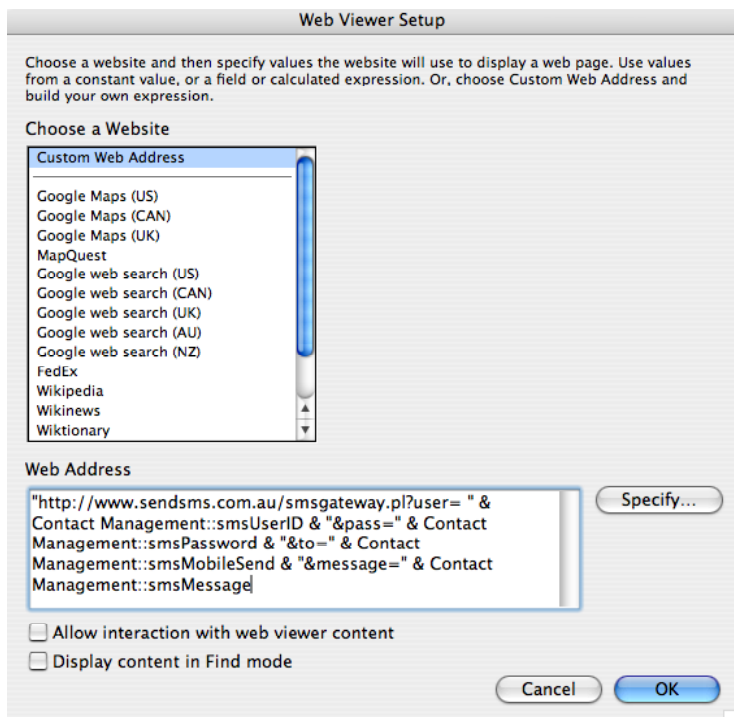 Web Viewer Setup
Choose a website and then specify values the website will use to display a web page. Use values
from a constant value, or a field or calculated expression. Or, choose Custom Web Address and
build your own expression.
Choose a Website
Custom Web Address
Google Maps (US)
Google Maps (CAN)
Google Maps (UK)
MapQuest
Google web search (US)
Google web search (CAN)
Google web search (UK)
Google web search (AU)
Google web search (NZ)
FedEx
Wikipedia
Wikinews
Wiktionary
Web Address
"http://www.sendsms.com.au/smsgateway.pl?user= " &
Contact Management::smsUserID & "&pass=" & Contact
Management::smsPassword & "&to=" & Contact
Management::smsMobileSend & "&message=" & Contact
Management::smsMessage
Specify...
Allow interaction with web viewer content
Display content in Find mode
Cancel
OK